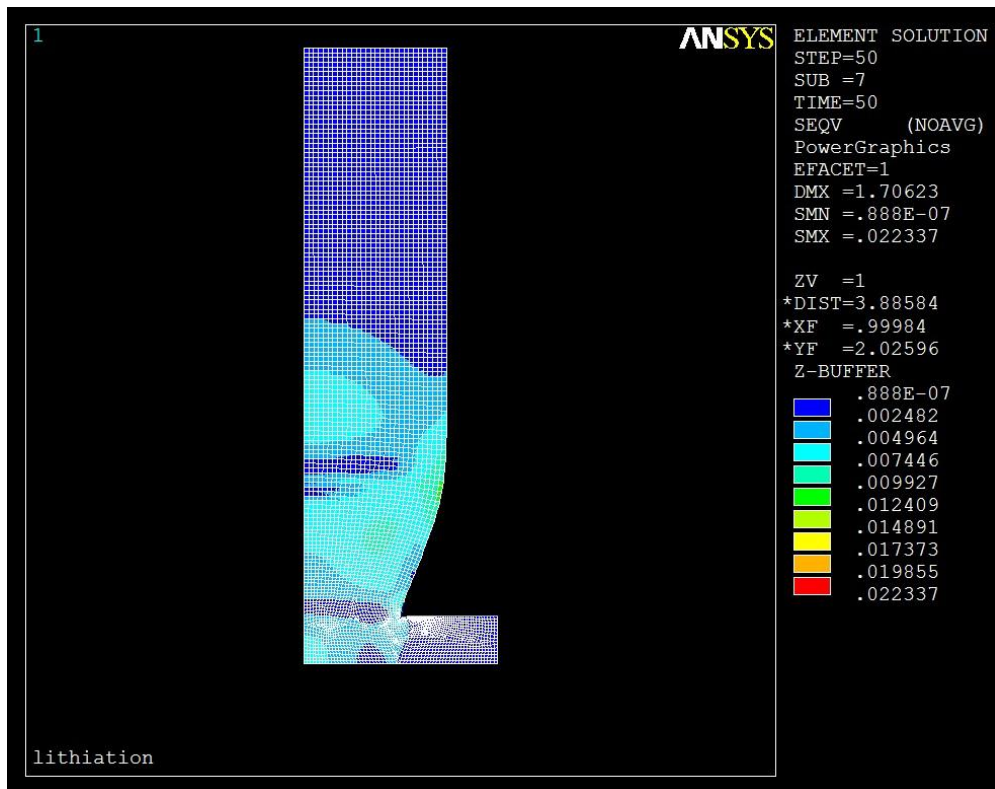 1
ANSYS
ELEMENT SOLUTION
STEP=50
SUB =7
TIME=50
SEQV (NOAVG)
PowerGraphics
EFACET=1
DMX =1.70623
SMN =.888E-07
SMX =.022337
ZV =1
*DIST=3.88584
*XF =.99984
*YF =2.02596
Z-BUFFER
.888E-07
.002482
.004964
.007446
.009927
.012409
.014891
.017373
.019855
.022337
lithiation